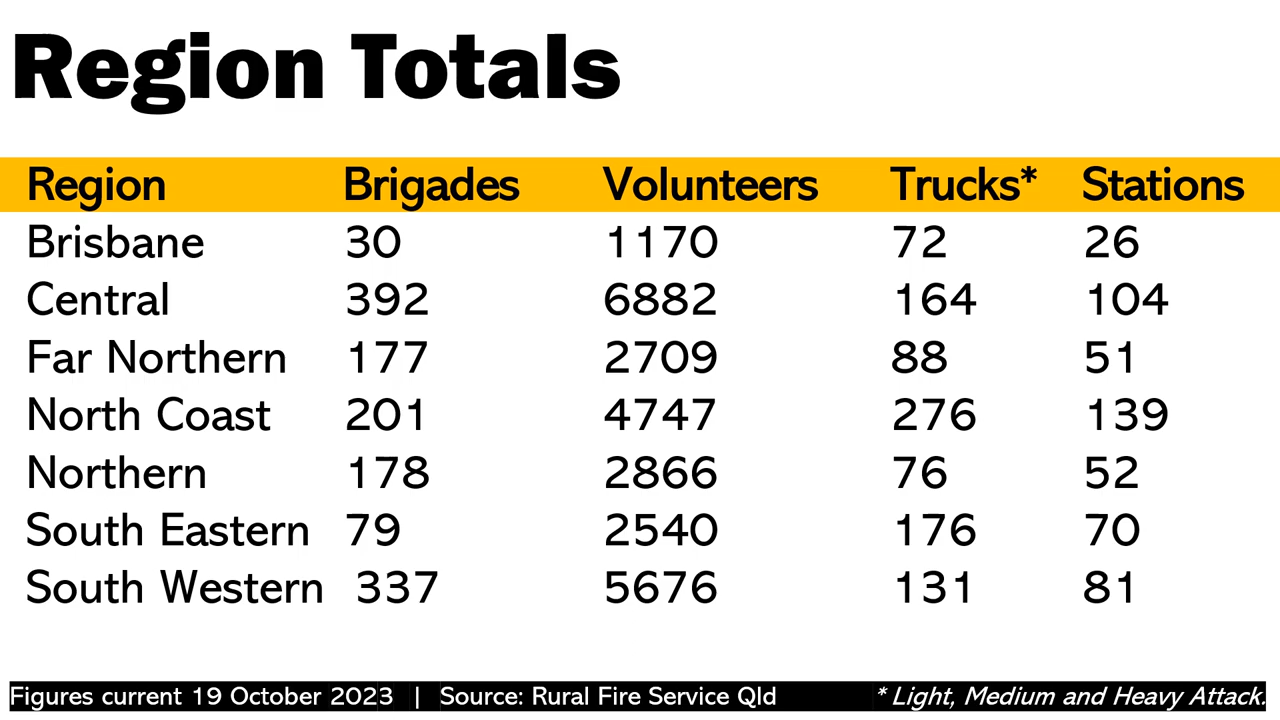 Region Totals
Region Brigades Volunteers Trucks* Stations
Brisbane 30 1170 72 26
Central 392 6882 164 104
Far Northern 177 2709 88 51
North Coast 201 4747 276 139
Northern 178 2866 76 52
South Eastern 79 2540 176 70
South Western 337 5676 131 81
Figures current 19 October 2023 | Source: Rural Fire Service Qld * Light, Medium and Heavy Attack.